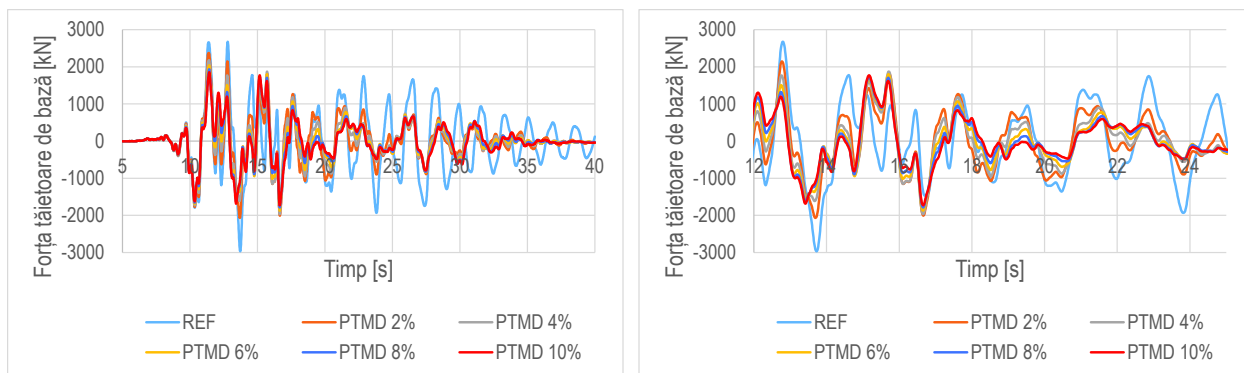 Forța tăietoare de bază [kN]
3000
2000
1000
0
-1000
-2000
-3000
5 10 15 20 25 30 35 40
Timp [s]
REF PTMD 2% PTMD 4%
PTMD 6% PTMD 8% PTMD 10%
Forța tăietoare de bază [kN]
3000
2000
1000
0
-1000
-2000
-3000
12 14 16 18 20 22 24
Timp [s]
REF PTMD 2% PTMD 4%
PTMD 6% PTMD 8% PTMD 10%